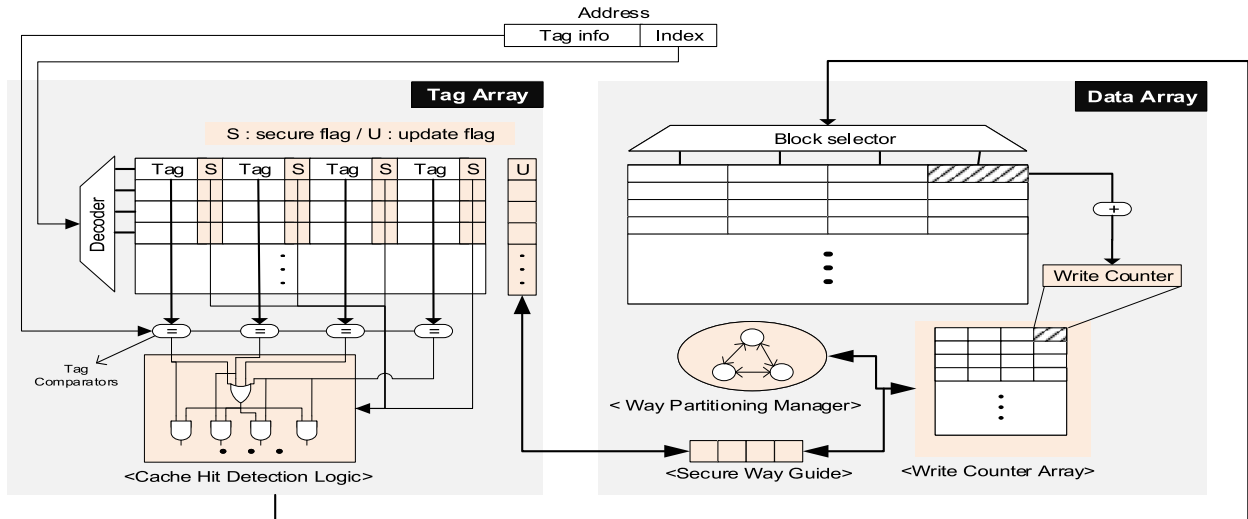 Address
Tag info Index
Tag Array
Data Array
S : secure flag / U : update flag
Block selector
Tag S Tag S Tag S Tag S U
Decoder
+
Write Counter
= = = =
Tag
Comparators
< Way Partitioning Manager>
<Cache Hit Detection Logic>
<Secure Way Guide>
<Write Counter Array>